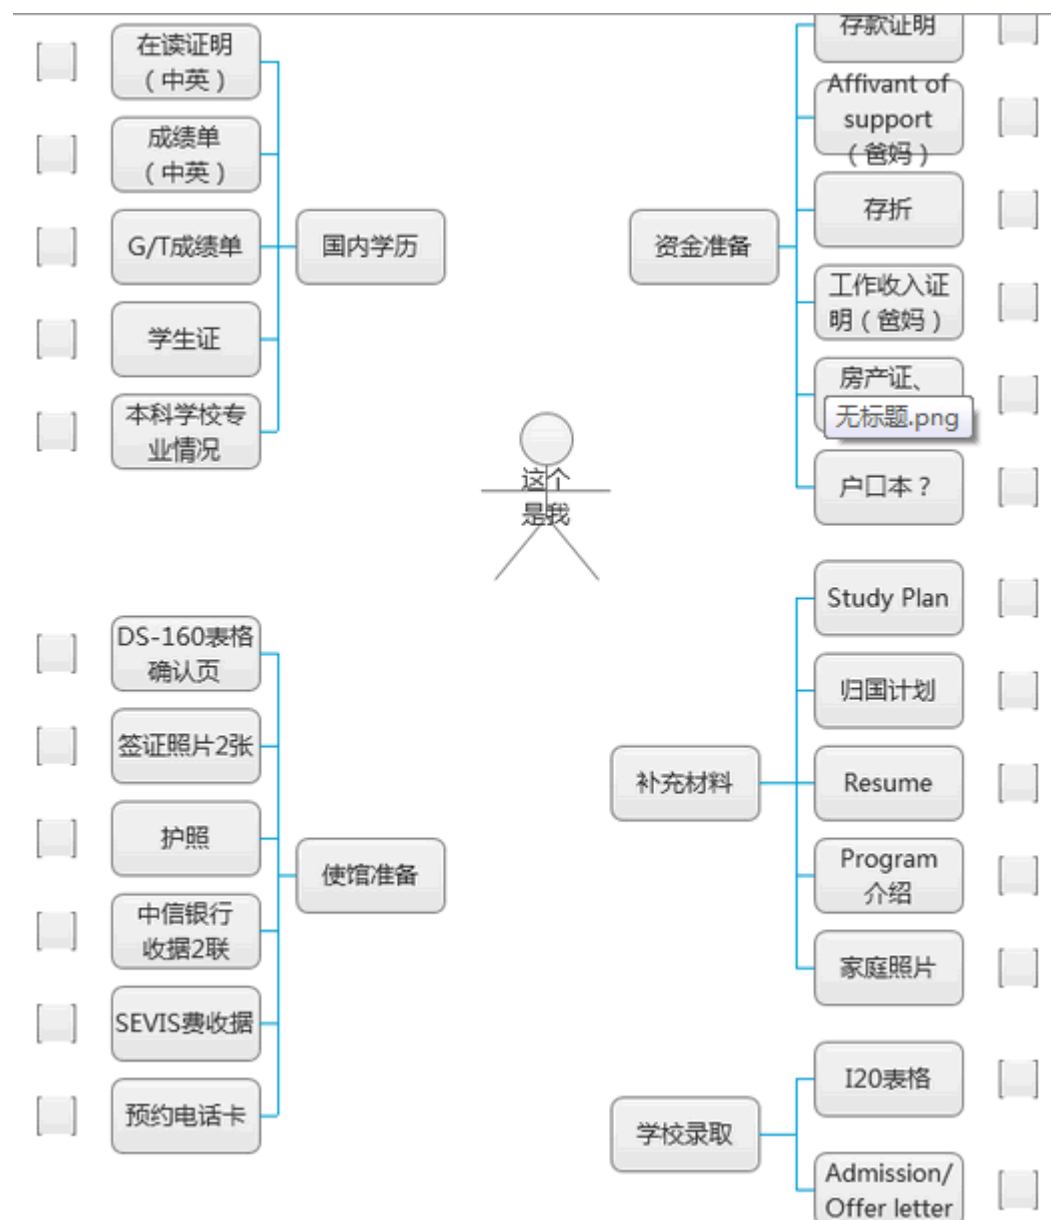 在读证明
（中英）
成绩单
（中英）
G/T成绩单
学生证
本科学校专
业情况
国内学历
存款证明
Affivant of
support
（爸妈）
存折
工作收入证
明（爸妈）
房产证、
无标题.png
户口本？
资金准备
这个
是我
DS-160表格
确认页
签证照片2张
护照
中信银行
收据2联
SEVIS费收据
预约电话卡
使馆准备
Study Plan
归国计划
Resume
Program
介绍
家庭照片
补充材料
I20表格
Admission/
Offer letter
学校录取